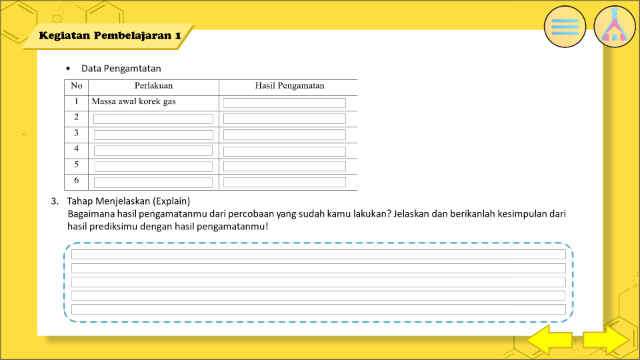 Kegiatan Pembelajaran 1
• Data Pengamtatan
No Perlakuan Hasil Pengamatan
1 Massa awal korek gas
2
3
4
5
6
3. Tahap Menjelaskan (Explain)
Bagaimana hasil pengamatanmu dari percobaan yang sudah kamu lakukan? Jelaskan dan berikanlah kesimpulan dari
hasil prediksimu dengan hasil pengamatanmu!